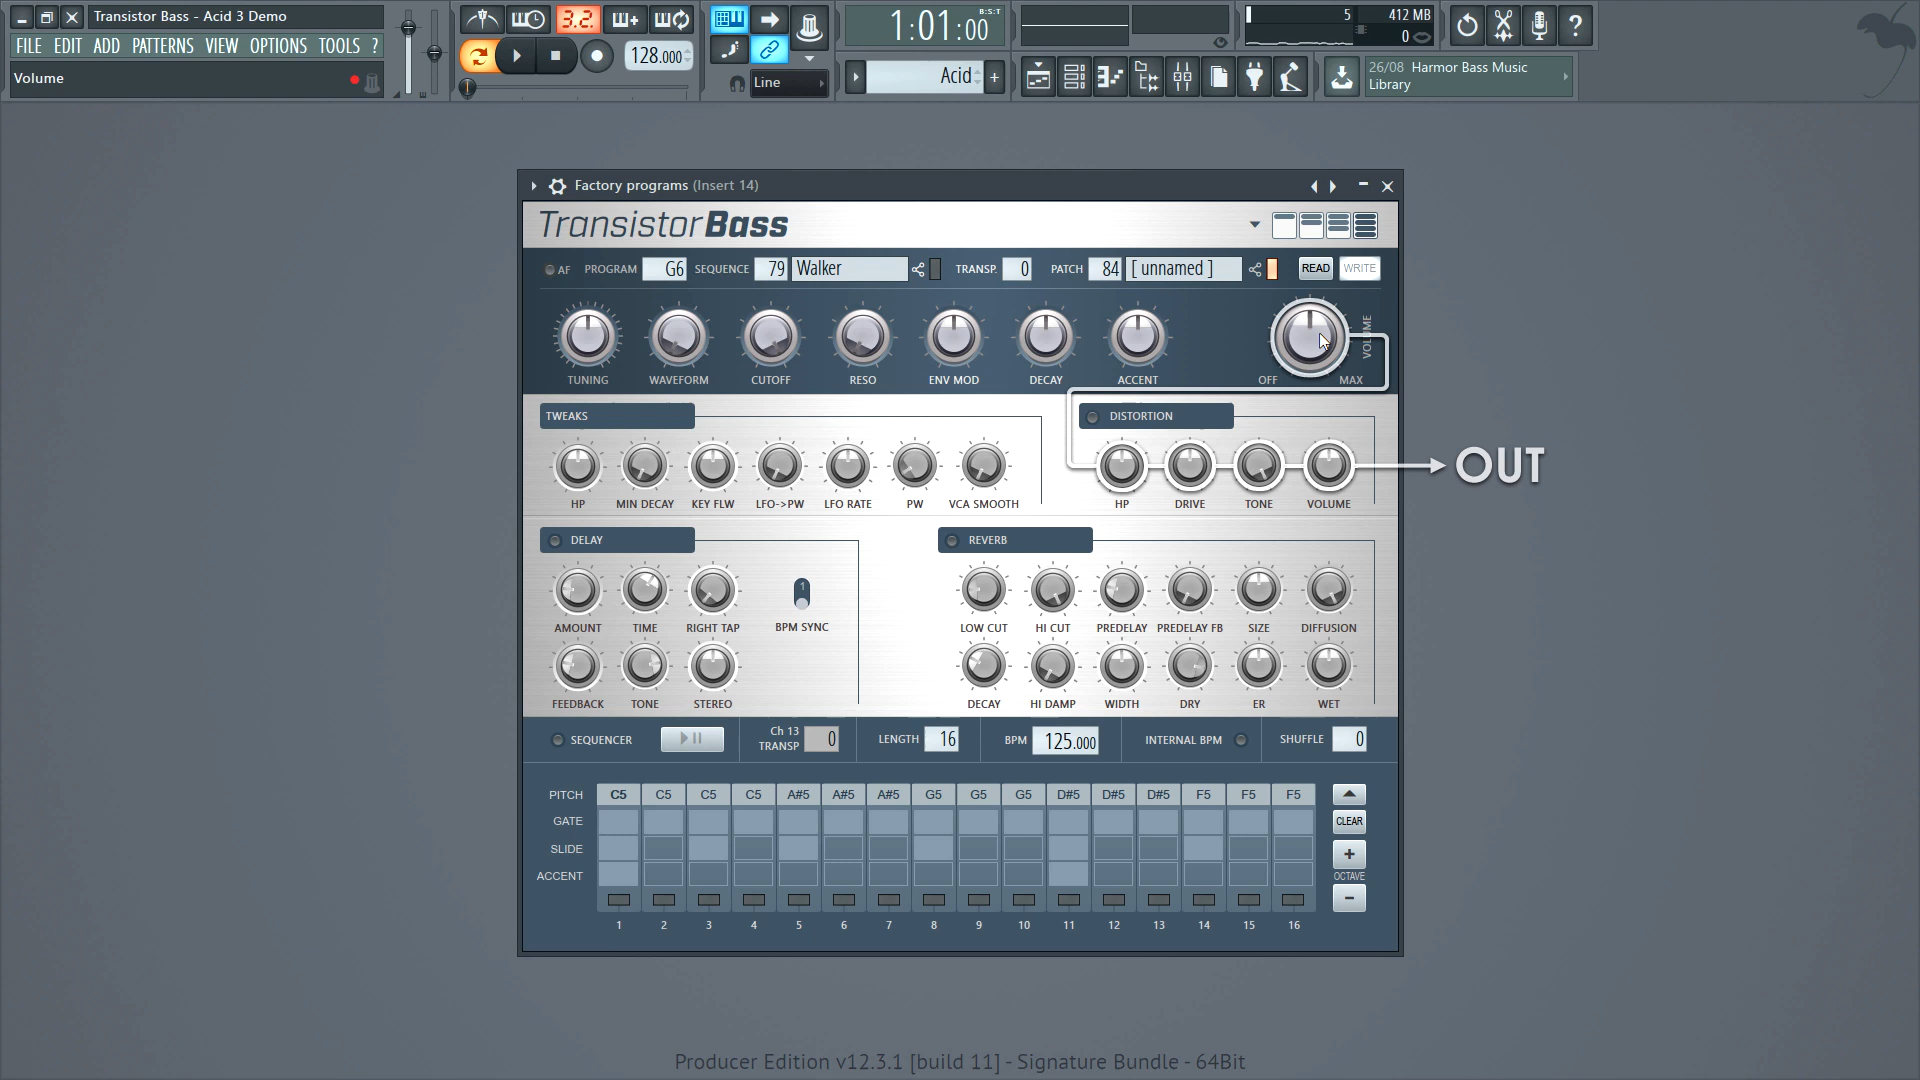 Transistor Bass - Acid 3 Demo
FILE EDIT ADD PATTERNS VIEW OPTIONS TOOLS ?
Volume
3.2.
128.000
Line
1:01:00
B:S:T
Acid
5
412 MB
0
26/08 Harmor Bass Music
Library
Factory programs (Insert 14)
TransistorBass
AF PROGRAM G6 SEQUENCE 79 Walker TRANSP. 0 PATCH 84 [ unnamed ] READ WRITE
TUNING WAVEFORM CUTOFF RESO ENV MOD DECAY ACCENT OFF MAX
VOLUME
TWEAKS
DISTORTION
HP MIN DECAY KEY FLW LFO->PW LFO RATE PW VCA SMOOTH
HP DRIVE TONE VOLUME
OUT
DELAY
REVERB
AMOUNT TIME RIGHT TAP
1
BPM SYNC
FEEDBACK TONE STEREO
LOW CUT HI CUT PREDELAY PREDELAY FB SIZE DIFFUSION
DECAY HI DAMP WIDTH DRY ER WET
SEQUENCER
Ch 13
TRANSP 0
LENGTH 16
BPM 125.000
INTERNAL BPM
SHUFFLE 0
PITCH C5 C5 C5 C5 A#5 A#5 A#5 G5 G5 G5 D#5 D#5 D#5 F5 F5 F5
GATE
CLEAR
SLIDE
+
ACCENT
OCTAVE
-
1 2 3 4 5 6 7 8 9 10 11 12 13 14 15 16
Producer Edition v12.3.1 [build 11] - Signature Bundle - 64Bit